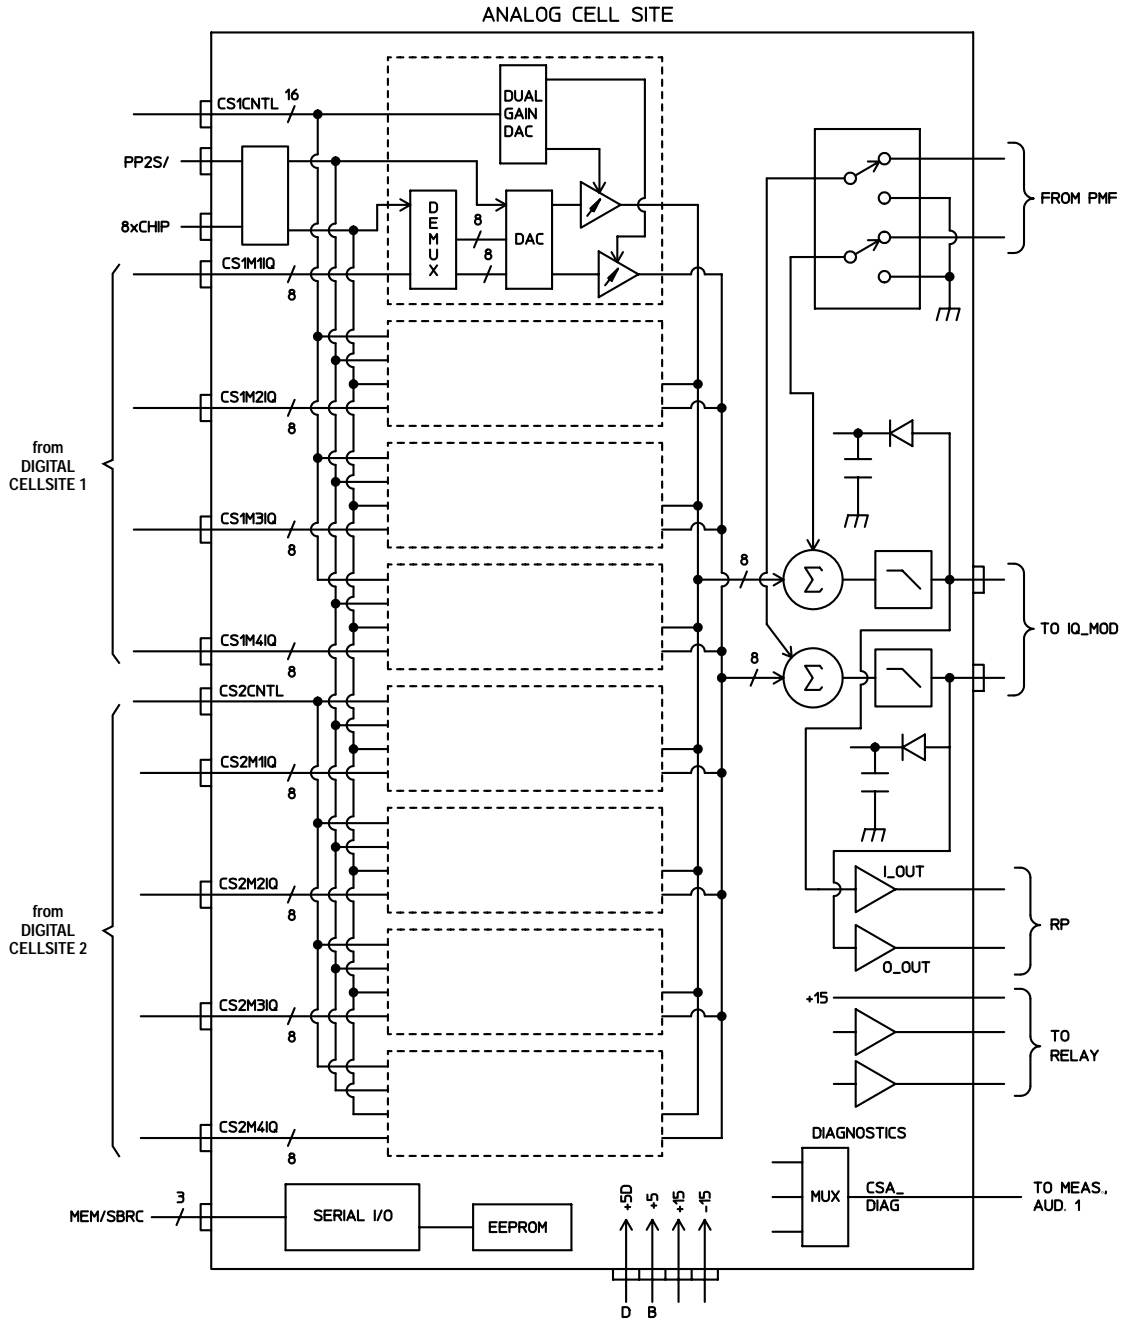 ANALOG CELL SITE
CS1CNTL
16
PP2S/
8xCHIP
DUAL
GAIN
DAC
DEMUX
8
8
DAC
FROM PMF
CS1M1IQ
8
CS1M2IQ
8
from
DIGITAL
CELLSITE 1
CS1M3IQ
8
CS1M4IQ
8
8
Σ
8
Σ
TO IQ_MOD
CS2CNTL
CS2M1IQ
8
CS2M2IQ
8
from
DIGITAL
CELLSITE 2
CS2M3IQ
8
CS2M4IQ
8
I_OUT
O_OUT
RP
+15
TO
RELAY
DIAGNOSTICS
MUX
CSA_
DIAG
TO MEAS.,
AUD. 1
MEM/SBRC
3
SERIAL I/O
EEPROM
+5D
+5
+15
-15
D
B